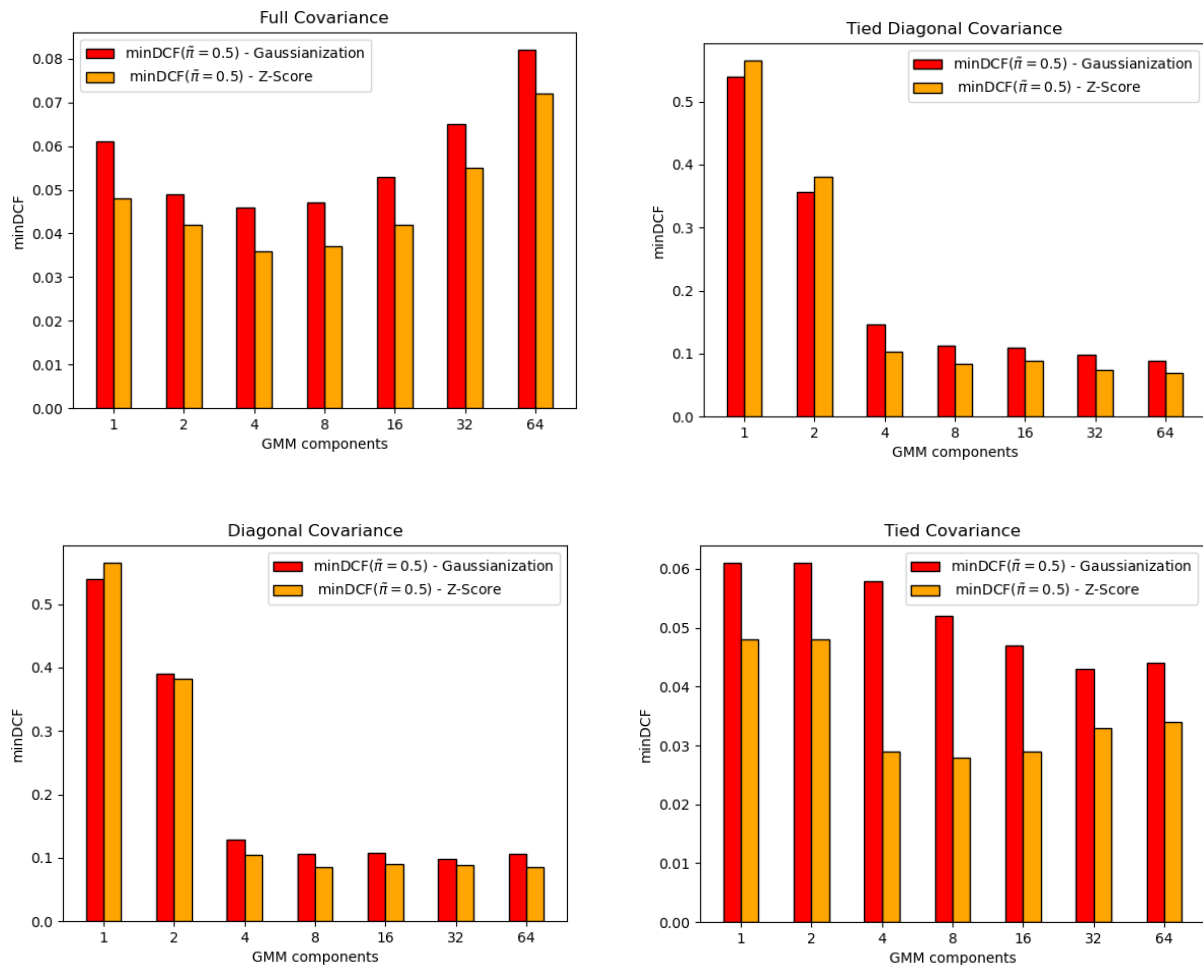 Full Covariance
minDCF(π̃ = 0.5) - Gaussianization
minDCF(π̃ = 0.5) - Z-Score
minDCF
0.08
0.07
0.06
0.05
0.04
0.03
0.02
0.01
0.00
1 2 4 8 16 32 64
GMM components
Tied Diagonal Covariance
minDCF(π̃ = 0.5) - Gaussianization
minDCF(π̃ = 0.5) - Z-Score
minDCF
0.5
0.4
0.3
0.2
0.1
0.0
1 2 4 8 16 32 64
GMM components
Diagonal Covariance
minDCF(π̃ = 0.5) - Gaussianization
minDCF(π̃ = 0.5) - Z-Score
minDCF
0.5
0.4
0.3
0.2
0.1
0.0
1 2 4 8 16 32 64
GMM components
Tied Covariance
minDCF(π̃ = 0.5) - Gaussianization
minDCF(π̃ = 0.5) - Z-Score
minDCF
0.06
0.05
0.04
0.03
0.02
0.01
0.00
1 2 4 8 16 32 64
GMM components